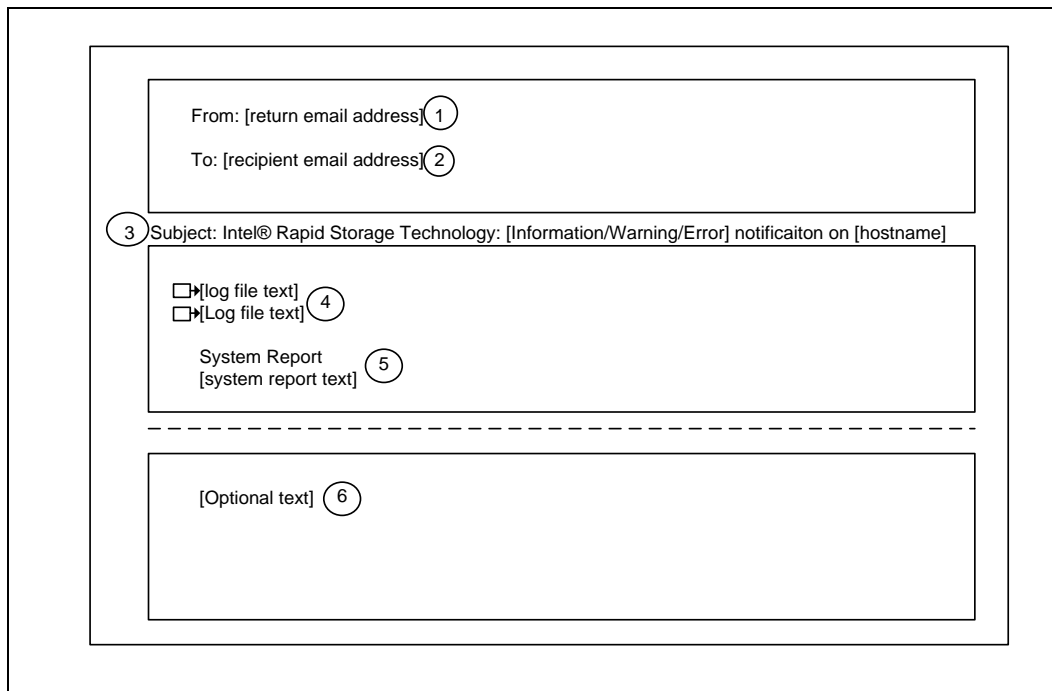 From: [return email address] 1
To: [recipient email address] 2
3 Subject: Intel® Rapid Storage Technology: [Information/Warning/Error] notificaiton on [hostname]
[log file text]
[Log file text] 4
System Report
[system report text] 5
[Optional text] 6